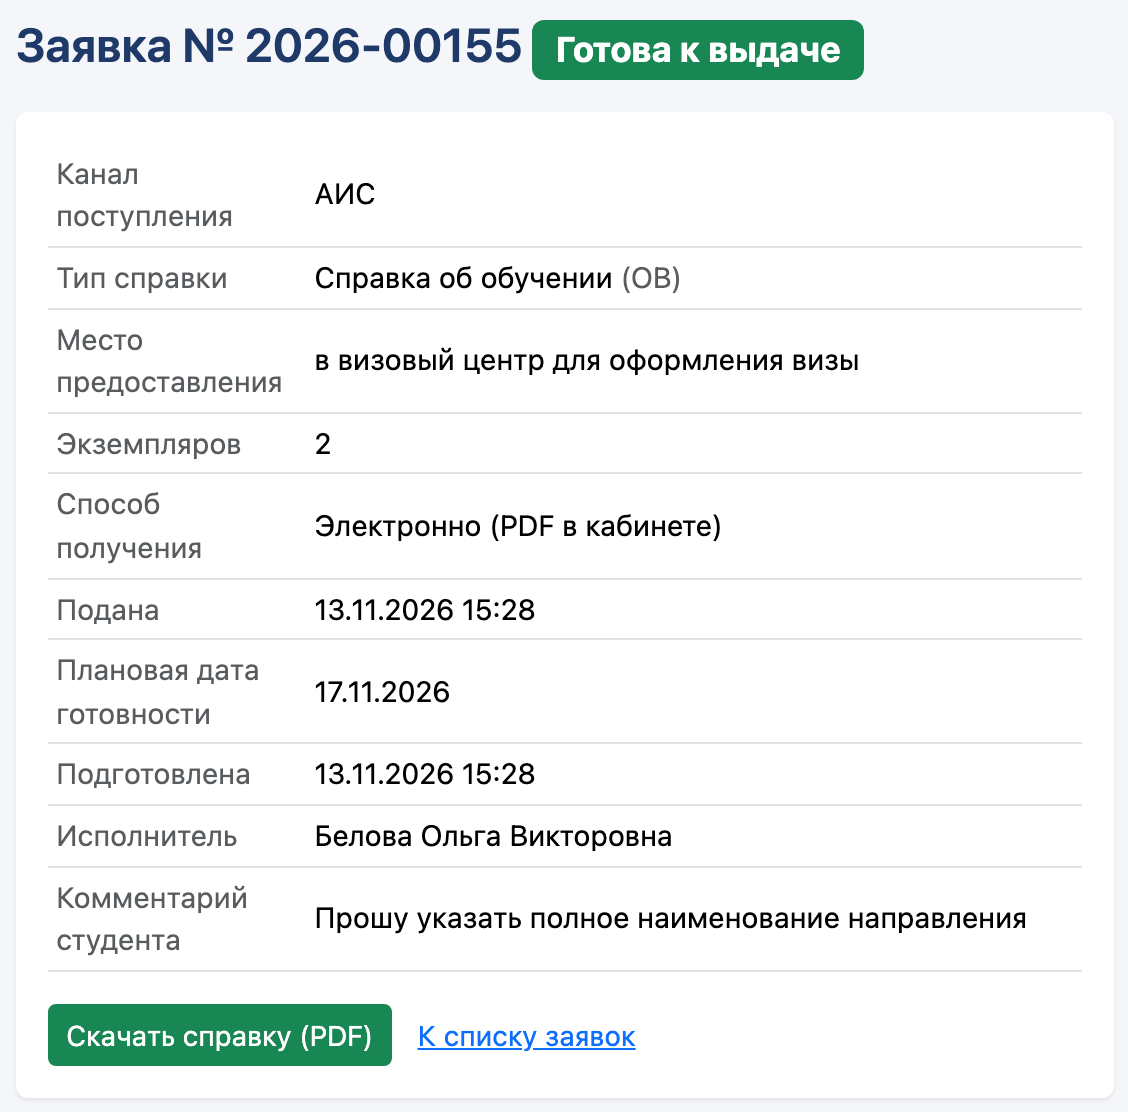 Заявка № 2026-00155 Готова к выдаче
Канал
поступления
АИС
Тип справки
Справка об обучении (ОВ)
Место
предоставления
в визовый центр для оформления визы
Экземпляров
2
Способ
получения
Электронно (PDF в кабинете)
Подана
13.11.2026 15:28
Плановая дата
готовности
17.11.2026
Подготовлена
13.11.2026 15:28
Исполнитель
Белова Ольга Викторовна
Комментарий
студента
Прошу указать полное наименование направления
Скачать справку (PDF)
К списку заявок